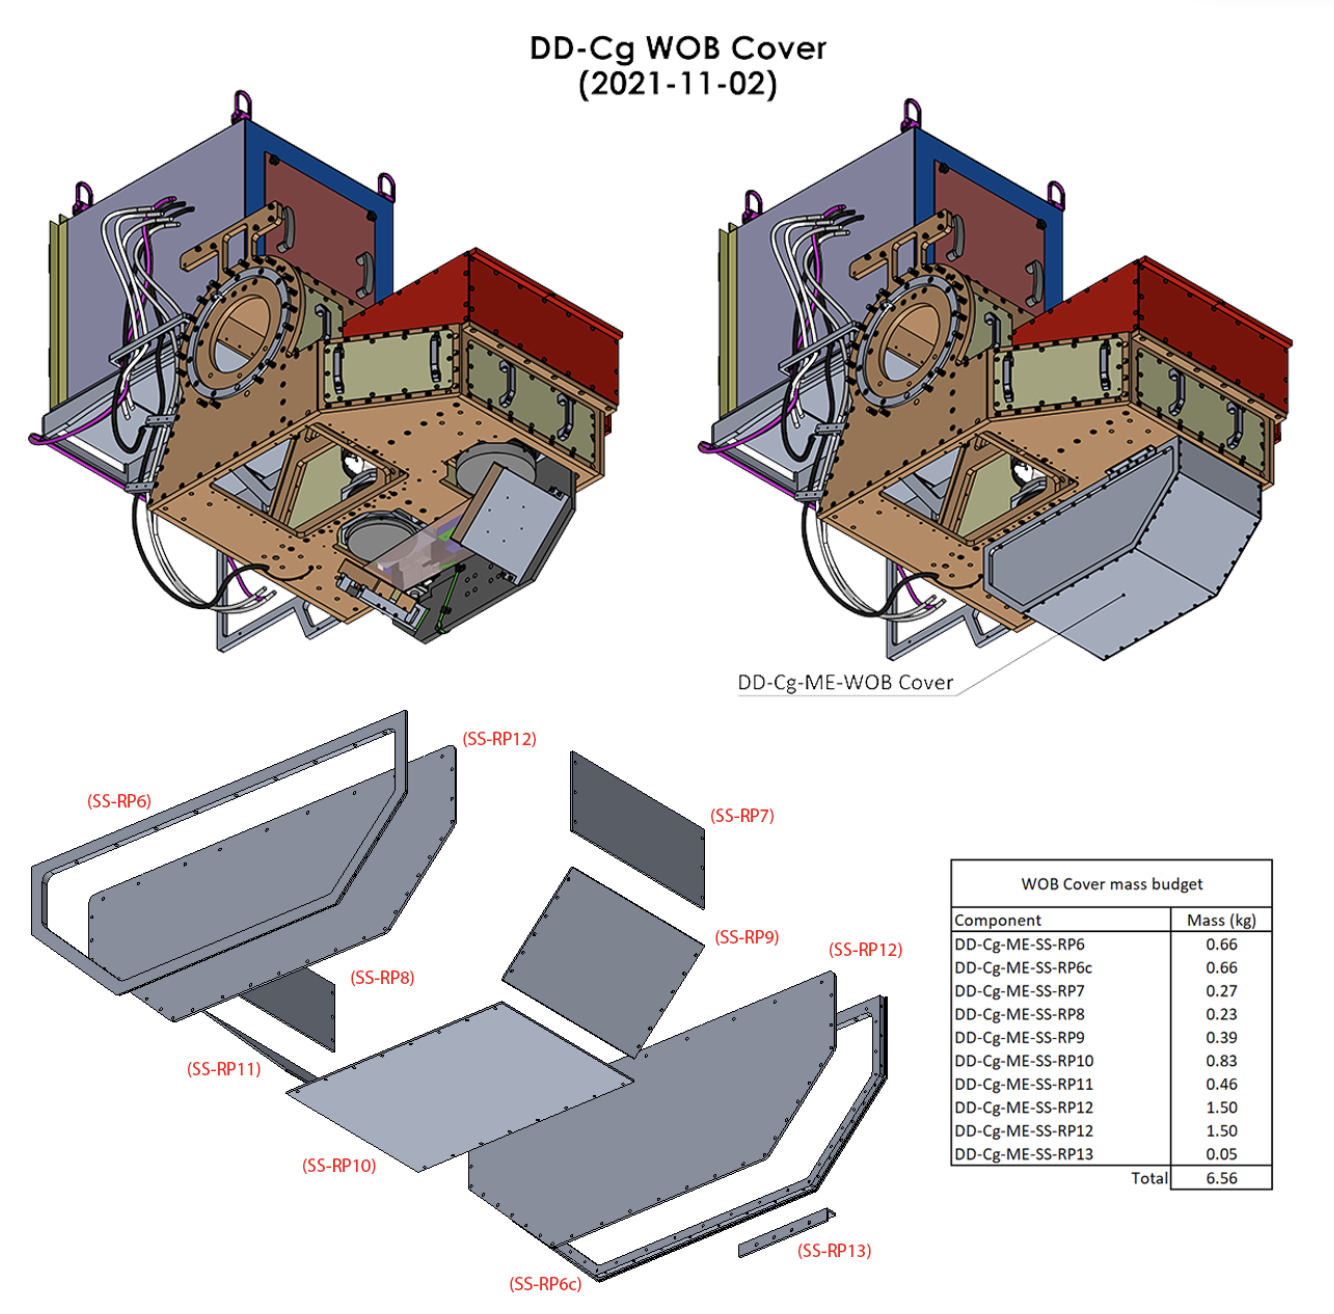 DD-Cg WOB Cover
(2021-11-02)
DD-Cg-ME-WOB Cover
(SS-RP12)
(SS-RP6)
(SS-RP7)
(SS-RP9)
(SS-RP12)
(SS-RP8)
(SS-RP11)
(SS-RP10)
(SS-RP13)
(SS-RP6c)
WOB Cover mass budget
Component Mass (kg)
DD-Cg-ME-SS-RP6 0.66
DD-Cg-ME-SS-RP6c 0.66
DD-Cg-ME-SS-RP7 0.27
DD-Cg-ME-SS-RP8 0.23
DD-Cg-ME-SS-RP9 0.39
DD-Cg-ME-SS-RP10 0.83
DD-Cg-ME-SS-RP11 0.46
DD-Cg-ME-SS-RP12 1.50
DD-Cg-ME-SS-RP12 1.50
DD-Cg-ME-SS-RP13 0.05
Total 6.56